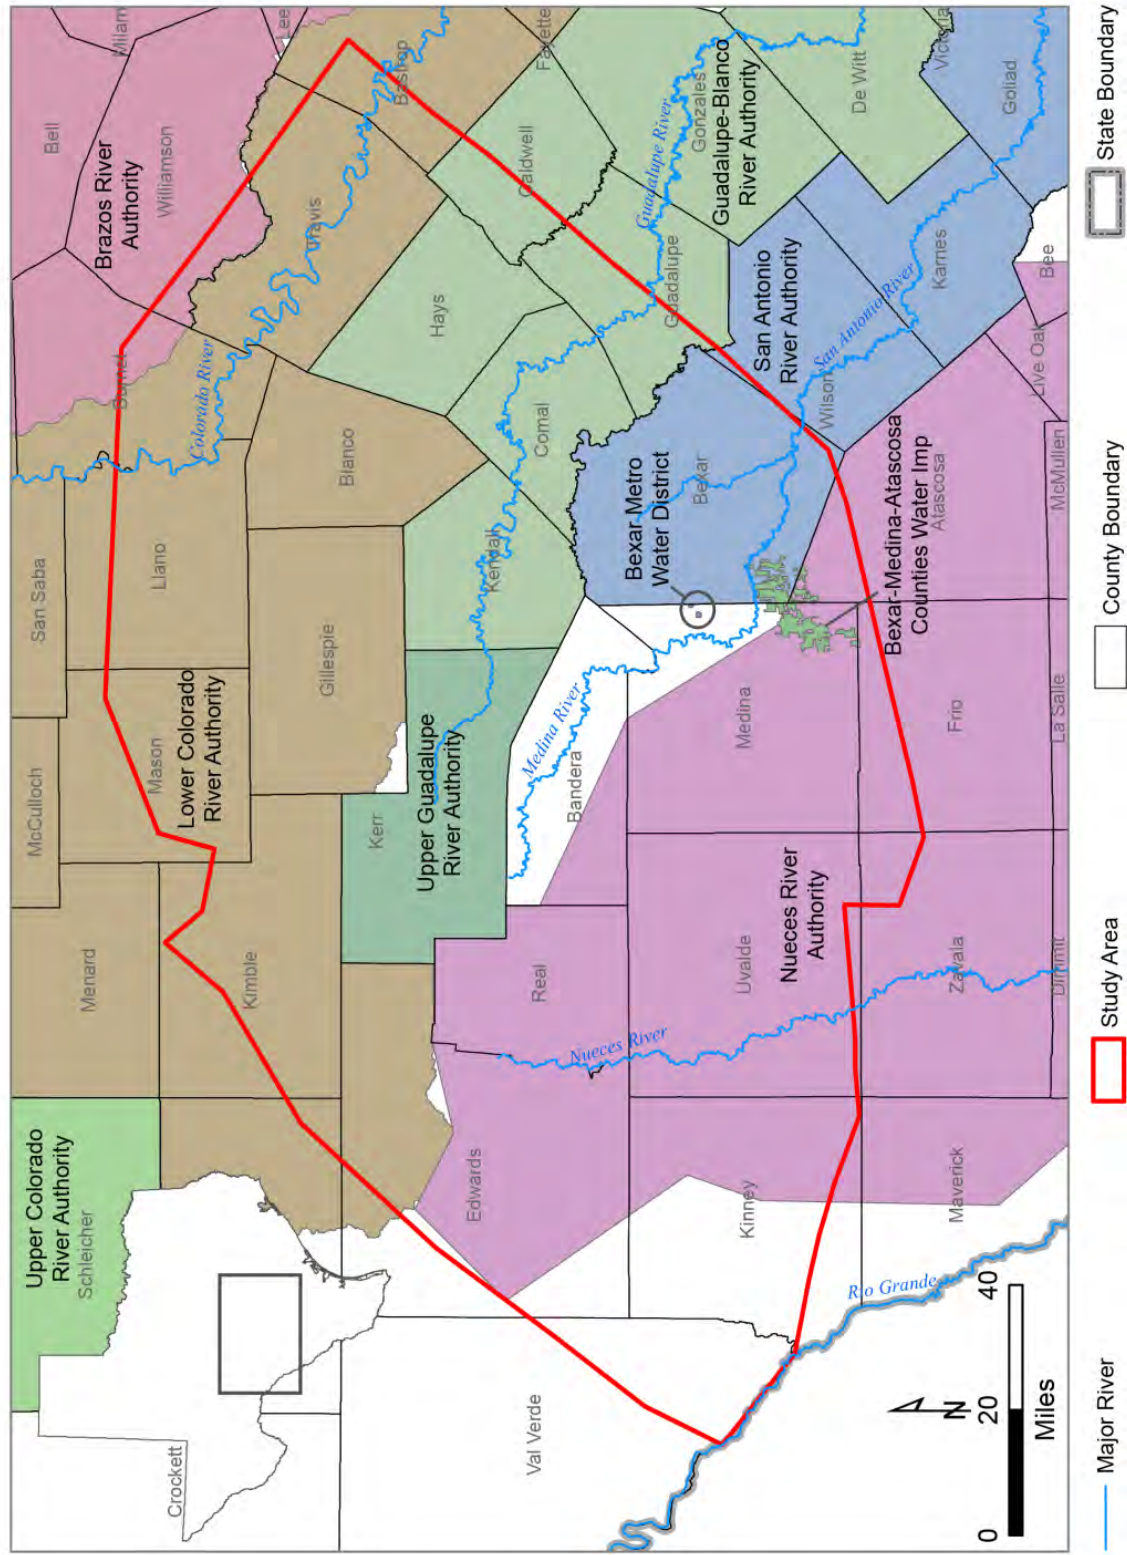 Upper Colorado
River Authority
Schleicher
McCulloch
San Saba
Bell
Menard
Brazos River
Authority
Milam
Burnet
Williamson
Crockett
Mason
Llano
Lower Colorado
River Authority
Colorado River
Kimble
Lee
Gillespie
Blanco
Travis
Kerr
Bastrop
Upper Guadalupe
River Authority
Hays
Edwards
Kendall
Val Verde
Real
Medina River
Comal
Caldwell
Fayette
Bandera
Nueces River
Bexar Metro
Water District
Guadalupe River
Guadalupe
Gonzales
Bexar
Guadalupe-Blanco
River Authority
Kinney
Uvalde
Medina
San Antonio
River Authority
Nueces River
Authority
Wilson
San Antonio River
De Witt
Rio Grande
Bexar-Medina-Atascosa
Counties Water Imp
Atascosa
Karnes
Victoria
Maverick
Zavala
Frio
Goliad
N
0 20 40
Miles
Dimmit
La Salle
McMullen
Live Oak
Bee
Major River
Study Area
County Boundary
State Boundary